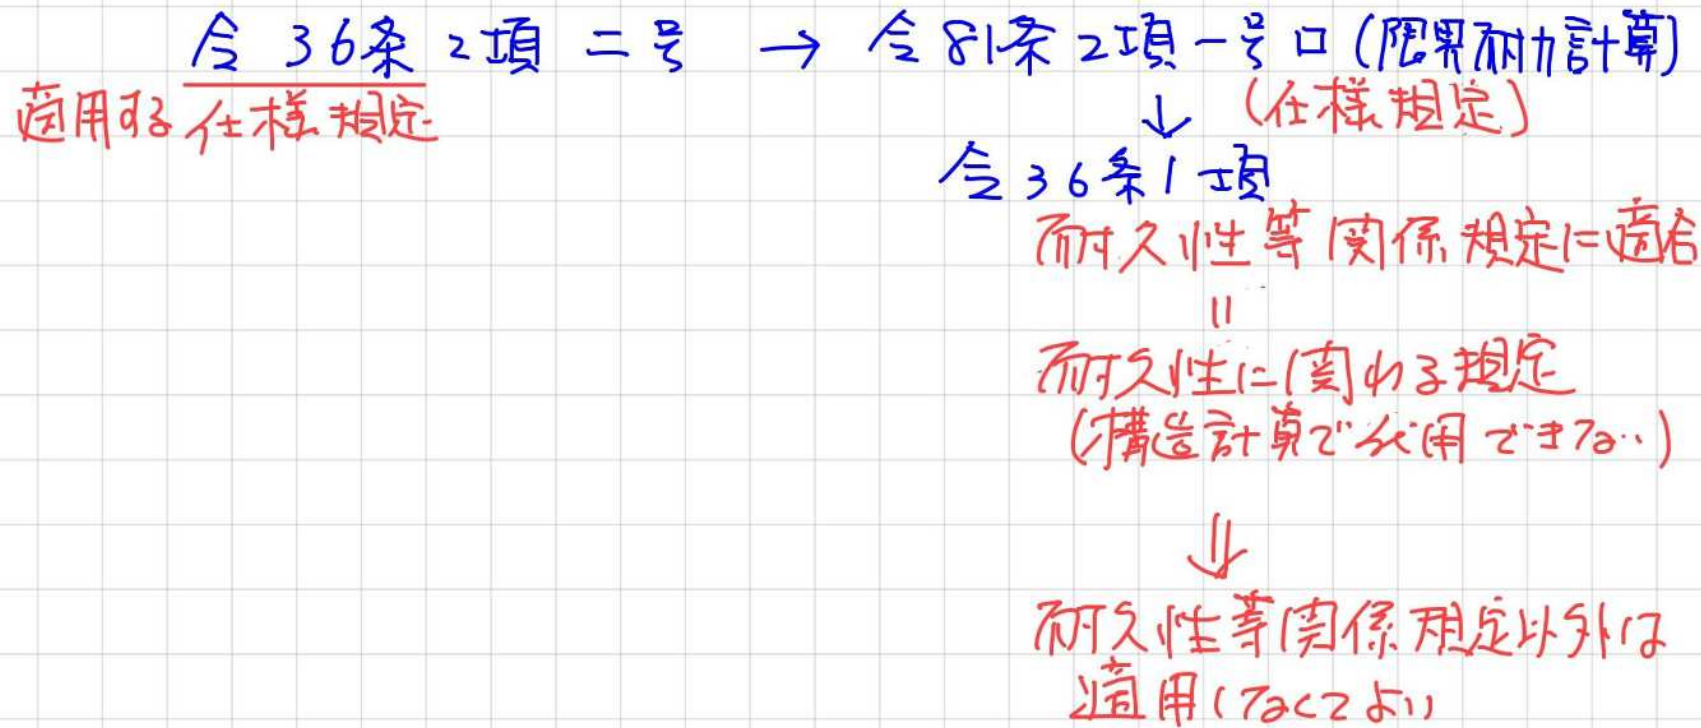 令36条2項二号 → 令81条2項一号ロ(限界耐力計算)
適用する仕様規定
↓ (仕様規定)
令36条1項
耐久性等関係規定に適合
=
耐久性に関わる規定
(構造計算で代用できない)
⇓
耐久性等関係規定以外は
適用しなくてよい